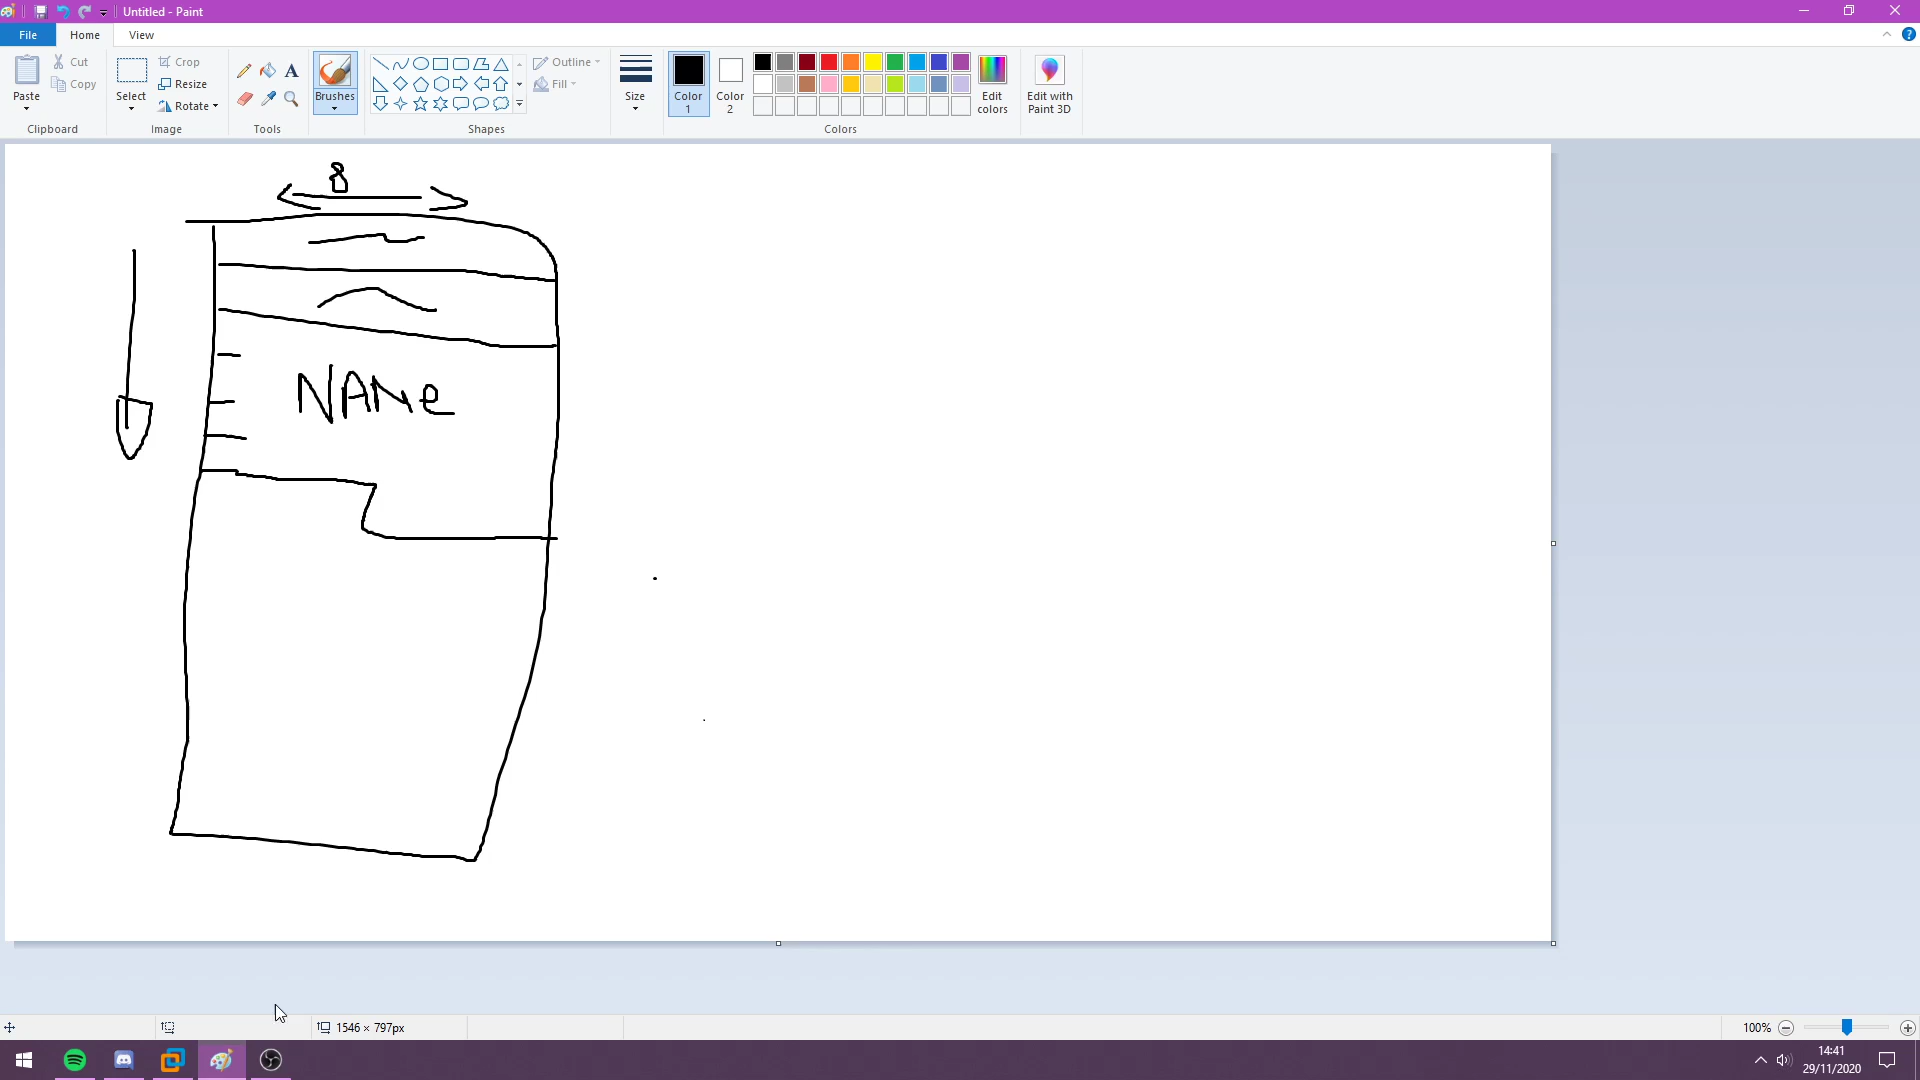 Untitled - Paint
File Home View
Paste Cut Copy Clipboard
Select Crop Resize Rotate Image
Tools
Brushes
Outline Fill Shapes
Size
Color 1 Color 2 Edit colors Colors
Edit with Paint 3D
8
NAMe
1546 × 797px
100%
14:41
29/11/2020